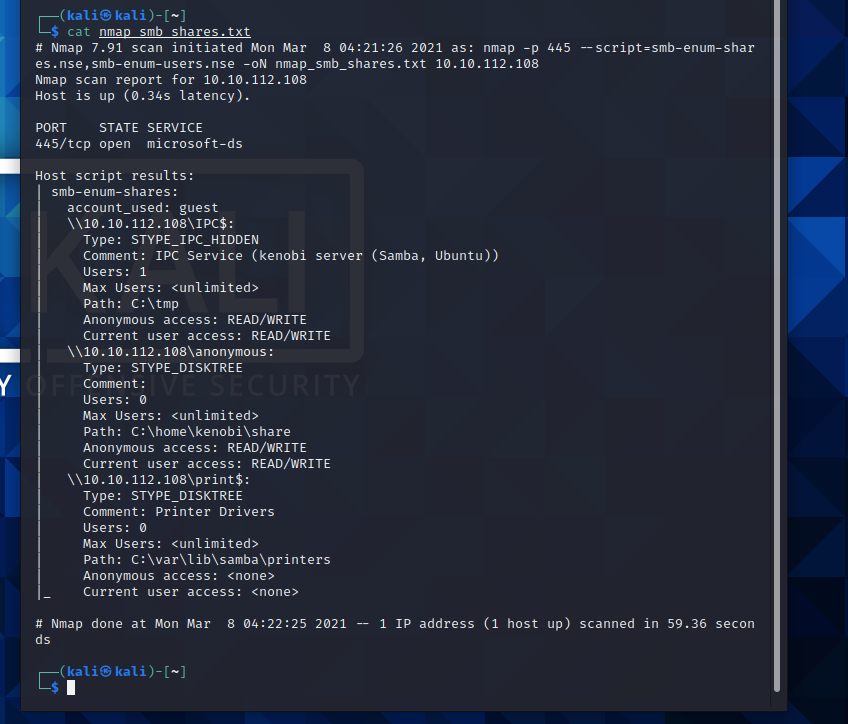 ┌──(kali㉿kali)-[~]
└─$ cat nmap_smb_shares.txt
# Nmap 7.91 scan initiated Mon Mar  8 04:21:26 2021 as: nmap -p 445 --script=smb-enum-shar
es.nse,smb-enum-users.nse -oN nmap_smb_shares.txt 10.10.112.108
Nmap scan report for 10.10.112.108
Host is up (0.34s latency).

PORT    STATE SERVICE
445/tcp open  microsoft-ds

Host script results:
| smb-enum-shares:
|   account_used: guest
|   \\10.10.112.108\IPC$:
|     Type: STYPE_IPC_HIDDEN
|     Comment: IPC Service (kenobi server (Samba, Ubuntu))
|     Users: 1
|     Max Users: <unlimited>
|     Path: C:\tmp
|     Anonymous access: READ/WRITE
|     Current user access: READ/WRITE
|   \\10.10.112.108\anonymous:
|     Type: STYPE_DISKTREE
|     Comment:
|     Users: 0
|     Max Users: <unlimited>
|     Path: C:\home\kenobi\share
|     Anonymous access: READ/WRITE
|     Current user access: READ/WRITE
|   \\10.10.112.108\print$:
|     Type: STYPE_DISKTREE
|     Comment: Printer Drivers
|     Users: 0
|     Max Users: <unlimited>
|     Path: C:\var\lib\samba\printers
|     Anonymous access: <none>
|_    Current user access: <none>

# Nmap done at Mon Mar  8 04:22:25 2021 -- 1 IP address (1 host up) scanned in 59.36 secon
ds

┌──(kali㉿kali)-[~]
└─$
KALI
Y OFFENSIVE SECURITY